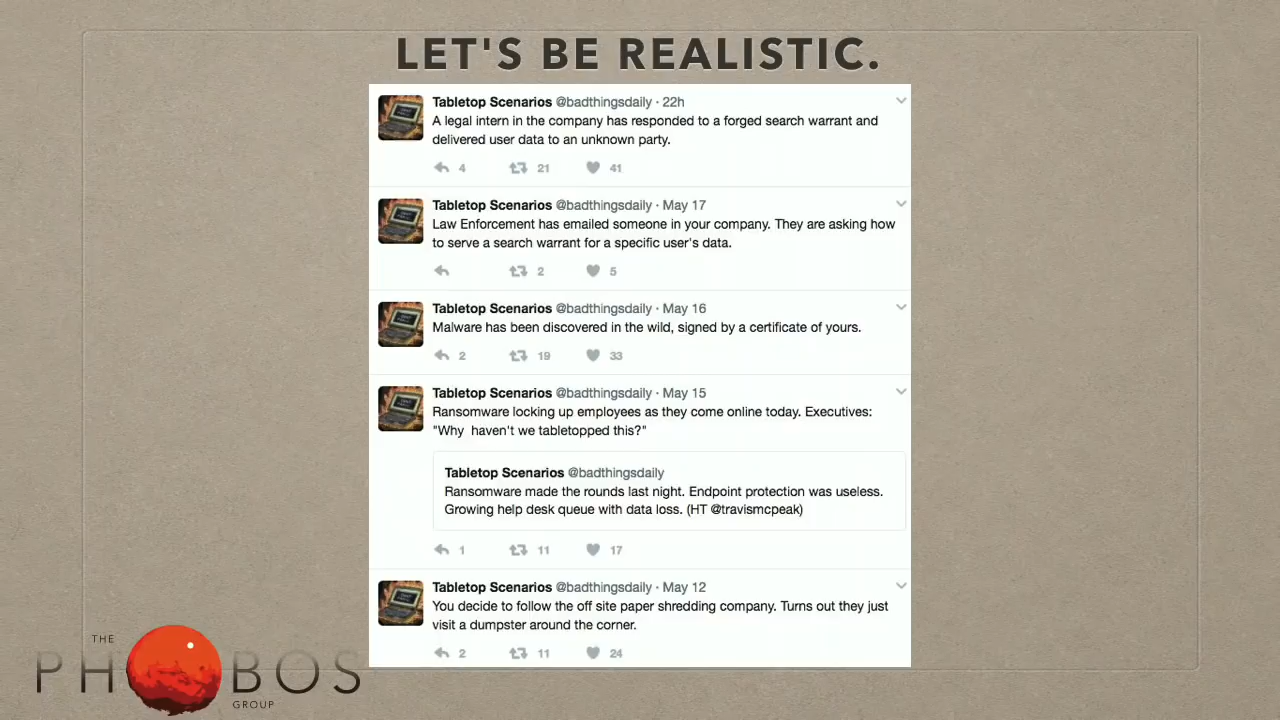 LET'S BE REALISTIC.
Tabletop Scenarios @badthingsdaily · 22h
A legal intern in the company has responded to a forged search warrant and
delivered user data to an unknown party.
4 21 41
Tabletop Scenarios @badthingsdaily · May 17
Law Enforcement has emailed someone in your company. They are asking how
to serve a search warrant for a specific user's data.
2 5
Tabletop Scenarios @badthingsdaily · May 16
Malware has been discovered in the wild, signed by a certificate of yours.
2 19 33
Tabletop Scenarios @badthingsdaily · May 15
Ransomware locking up employees as they come online today. Executives:
"Why haven't we tabletopped this?"
Tabletop Scenarios @badthingsdaily
Ransomware made the rounds last night. Endpoint protection was useless.
Growing help desk queue with data loss. (HT @travismcpeak)
1 11 17
Tabletop Scenarios @badthingsdaily · May 12
You decide to follow the off site paper shredding company. Turns out they just
visit a dumpster around the corner.
2 11 24
THE
PHOBOS
GROUP